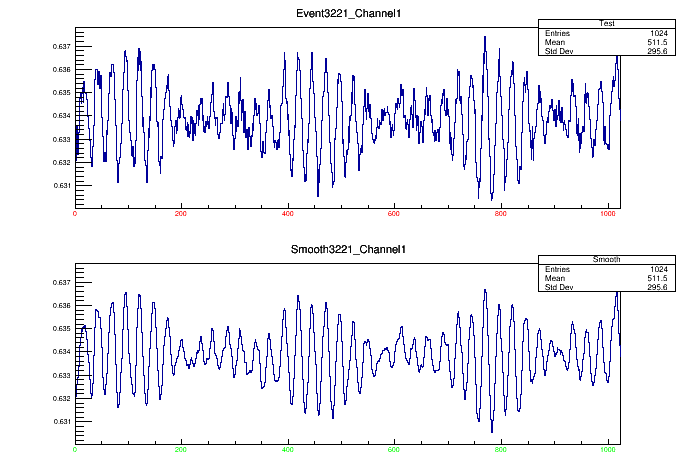 Event3221_Channel1
Test
Entries 1024
Mean 511.5
Std Dev 295.6
0.637
0.636
0.635
0.634
0.633
0.632
0.631
0 200 400 600 800 1000
Smooth3221_Channel1
Smooth
Entries 1024
Mean 511.5
Std Dev 295.6
0.637
0.636
0.635
0.634
0.633
0.632
0.631
0 200 400 600 800 1000